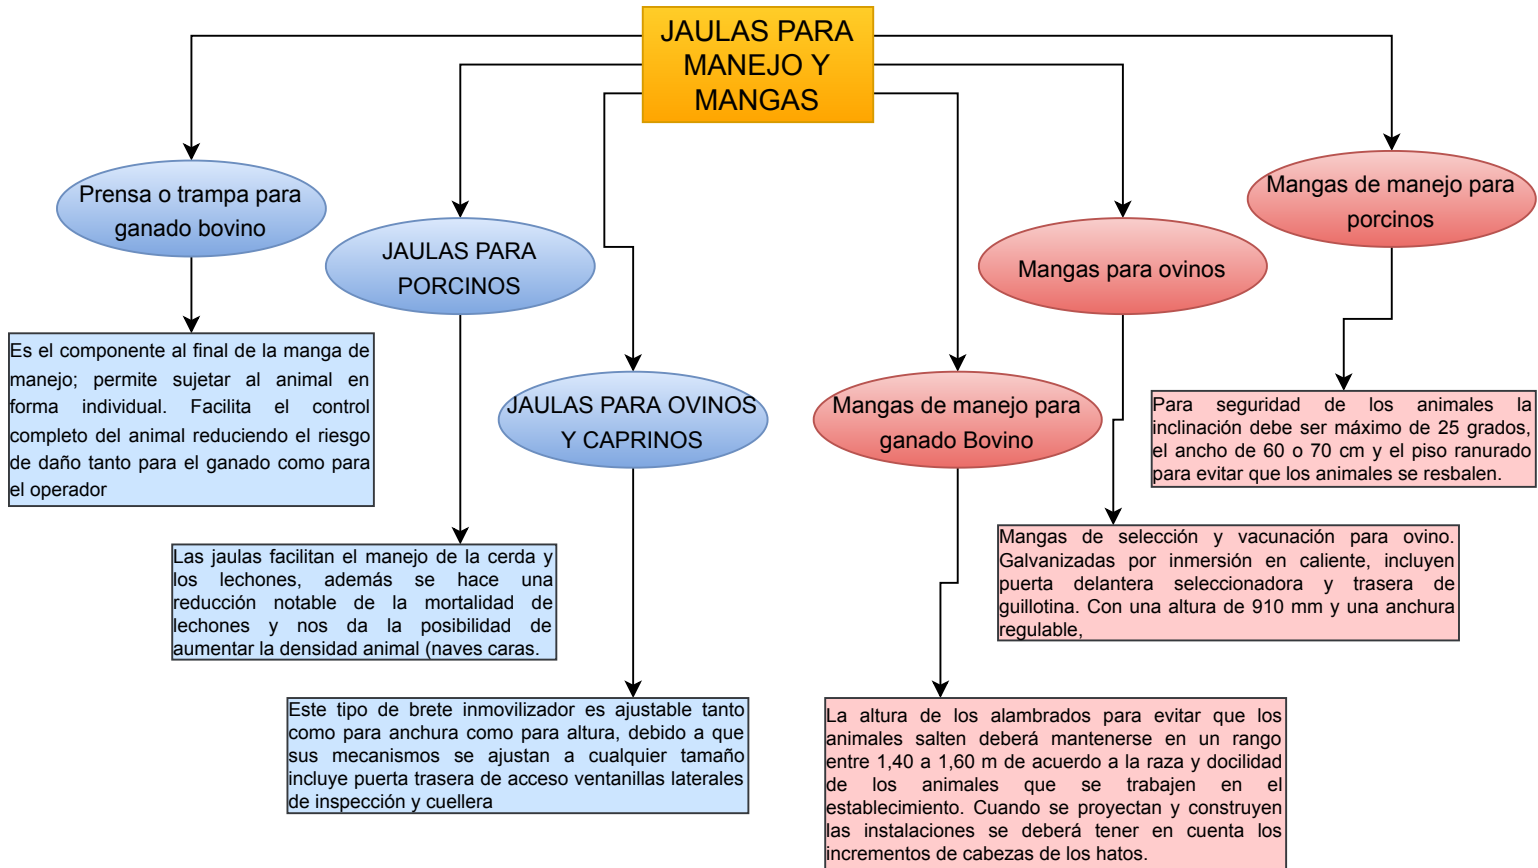 JAULAS PARA
MANEJO Y
MANGAS
Prensa o trampa para
ganado bovino
JAULAS PARA
PORCINOS
JAULAS PARA OVINOS
Y CAPRINOS
Mangas de manejo para
ganado Bovino
Mangas para ovinos
Mangas de manejo para
porcinos
Es el componente al final de la manga de
manejo; permite sujetar al animal en
forma individual. Facilita el control
completo del animal reduciendo el riesgo
de daño tanto para el ganado como para
el operador
Las jaulas facilitan el manejo de la cerda y
los lechones, además se hace una
reducción notable de la mortalidad de
lechones y nos da la posibilidad de
aumentar la densidad animal (naves caras.
Este tipo de brete inmovilizador es ajustable tanto
como para anchura como para altura, debido a que
sus mecanismos se ajustan a cualquier tamaño
incluye puerta trasera de acceso ventanillas laterales
de inspección y cuellera
La altura de los alambrados para evitar que los
animales salten deberá mantenerse en un rango
entre 1,40 a 1,60 m de acuerdo a la raza y docilidad
de los animales que se trabajen en el
establecimiento. Cuando se proyectan y construyen
las instalaciones se deberá tener en cuenta los
incrementos de cabezas de los hatos.
Mangas de selección y vacunación para ovino.
Galvanizadas por inmersión en caliente, incluyen
puerta delantera seleccionadora y trasera de
guillotina. Con una altura de 910 mm y una anchura
regulable,
Para seguridad de los animales la
inclinación debe ser máximo de 25 grados,
el ancho de 60 o 70 cm y el piso ranurado
para evitar que los animales se resbalen.